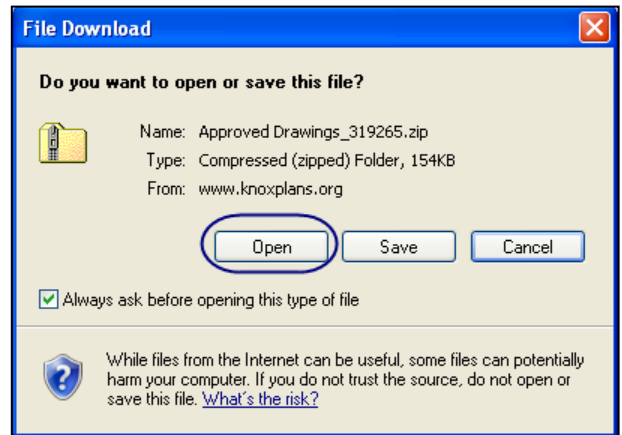 File Download
Do you want to open or save this file?
Name: Approved Drawings_319265.zip
Type: Compressed (zipped) Folder, 154KB
From: www.knoxplans.org
Open Save Cancel
Always ask before opening this type of file
While files from the Internet can be useful, some files can potentially
harm your computer. If you do not trust the source, do not open or
save this file. What's the risk?